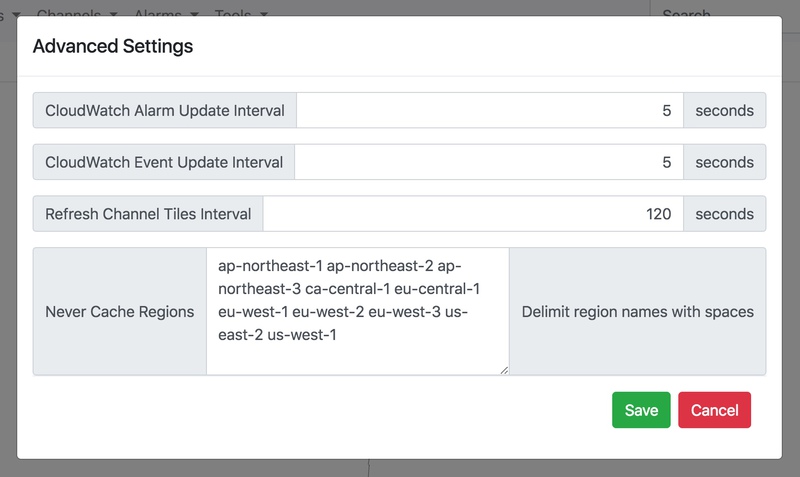 s Channels Alarms Tools Search
Advanced Settings
CloudWatch Alarm Update Interval 5 seconds
CloudWatch Event Update Interval 5 seconds
Refresh Channel Tiles Interval 120 seconds
Never Cache Regions
ap-northeast-1 ap-northeast-2 ap-
northeast-3 ca-central-1 eu-central-1
eu-west-1 eu-west-2 eu-west-3 us-
east-2 us-west-1
Delimit region names with spaces
Save Cancel